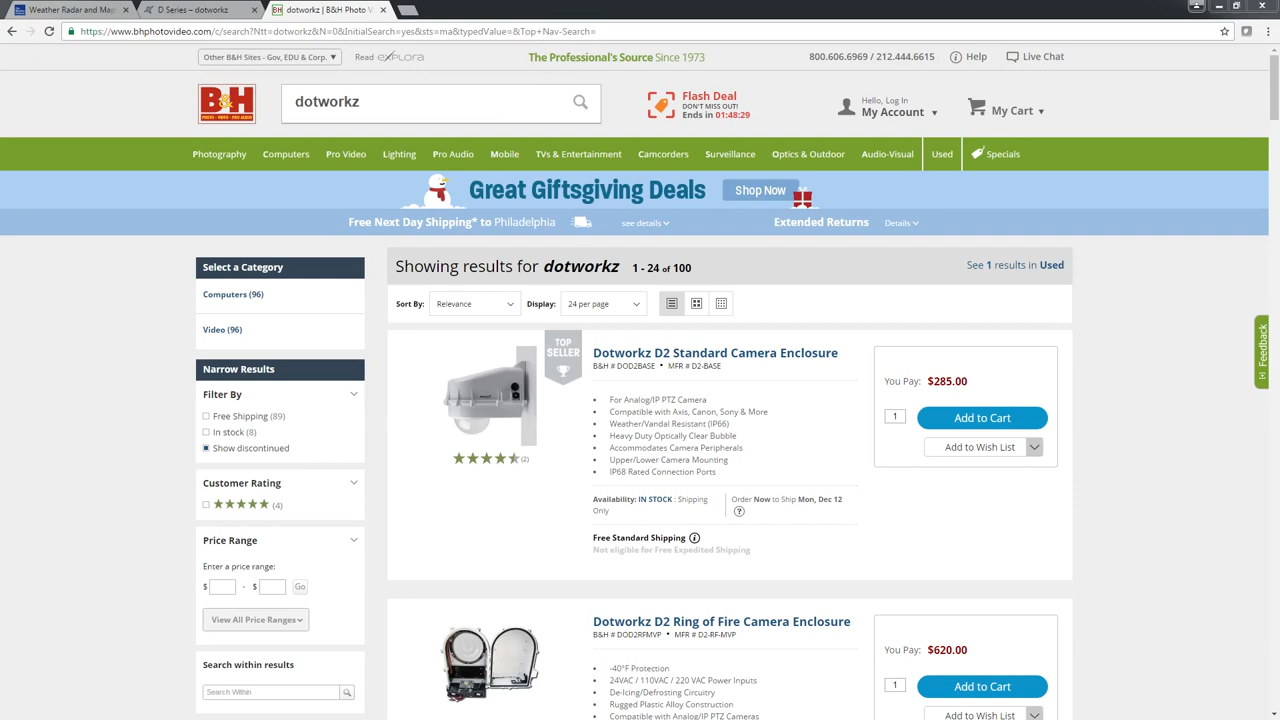 Weather Radar and Ma
D Series – dotworkz
dotworkz | B&H Photo V
https://www.bhphotovideo.com/c/search?Ntt=dotworkz&N=0&InitialSearch=yes&sts=ma&typedValue=&Top+Nav-Search=
Other B&H Sites - Gov, EDU & Corp.
Read explora
The Professional's Source Since 1973
800.606.6969 / 212.444.6615
Help
Live Chat
B&H
PHOTO · VIDEO · PRO AUDIO
dotworkz
Flash Deal
DON'T MISS OUT!
Ends in 01:48:29
Hello, Log In
My Account
My Cart
Photography Computers Pro Video Lighting Pro Audio Mobile TVs & Entertainment Camcorders Surveillance Optics & Outdoor Audio-Visual Used Specials
Great Giftsgiving Deals
Shop Now
Free Next Day Shipping* to Philadelphia see details
Extended Returns Details
Select a Category
Computers (96)
Video (96)
Narrow Results
Filter By
Free Shipping (89)
In stock (8)
Show discontinued
Customer Rating
(4)
Price Range
Enter a price range:
$ - $ Go
View All Price Ranges
Search within results
Search Within
Showing results for dotworkz 1 - 24 of 100
See 1 results in Used
Sort By: Relevance
Display: 24 per page
TOP
SELLER
(2)
Dotworkz D2 Standard Camera Enclosure
B&H # DOD2BASE • MFR # D2-BASE
For Analog/IP PTZ Camera
Compatible with Axis, Canon, Sony & More
Weather/Vandal Resistant (IP66)
Heavy Duty Optically Clear Bubble
Accommodates Camera Peripherals
Upper/Lower Camera Mounting
IP68 Rated Connection Ports
Availability: IN STOCK : Shipping
Only
Order Now to Ship Mon, Dec 12
?
Free Standard Shipping
Not eligible for Free Expedited Shipping
You Pay: $285.00
1
Add to Cart
Add to Wish List
Dotworkz D2 Ring of Fire Camera Enclosure
B&H # DOD2RFMVP • MFR # D2-RF-MVP
-40°F Protection
24VAC / 110VAC / 220 VAC Power Inputs
De-Icing/Defrosting Circuitry
Rugged Plastic Alloy Construction
Compatible with Analog/IP PTZ Cameras
You Pay: $620.00
1
Add to Cart
Add to Wish List
[+] Feedback